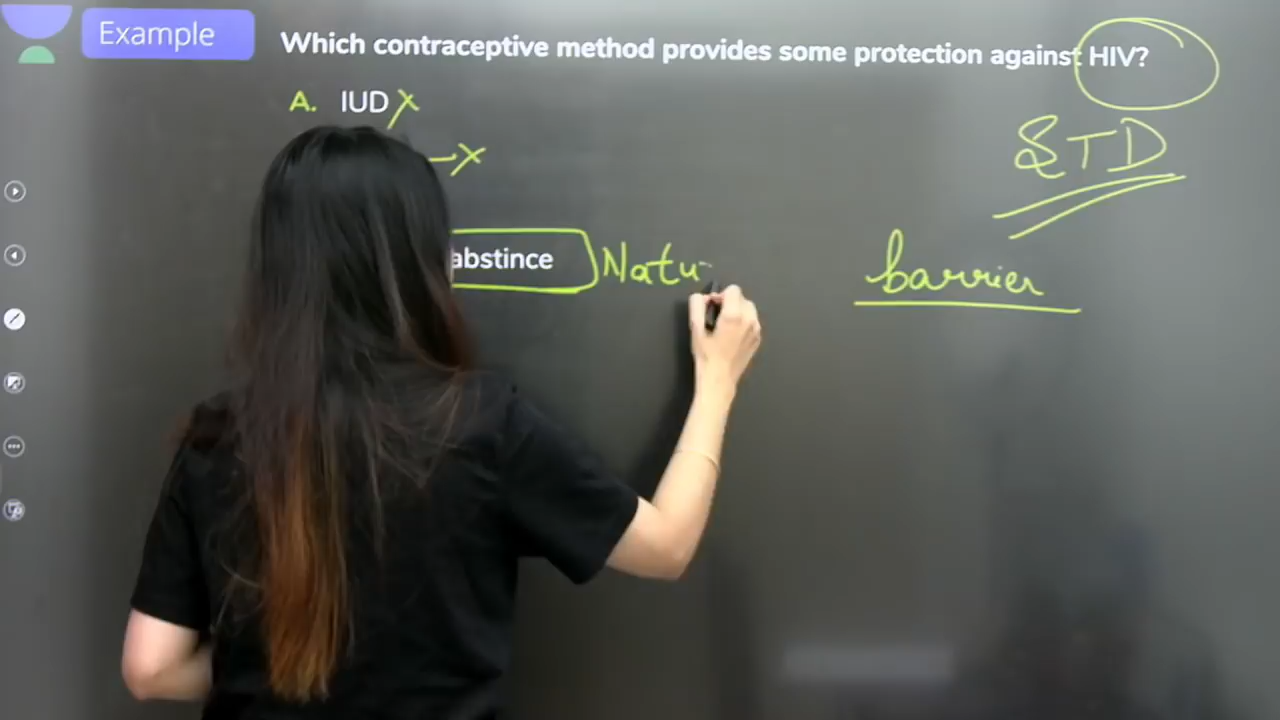 Example
Which contraceptive method provides some protection against HIV?
A. IUD X
STD
abstince
Natu
barrier